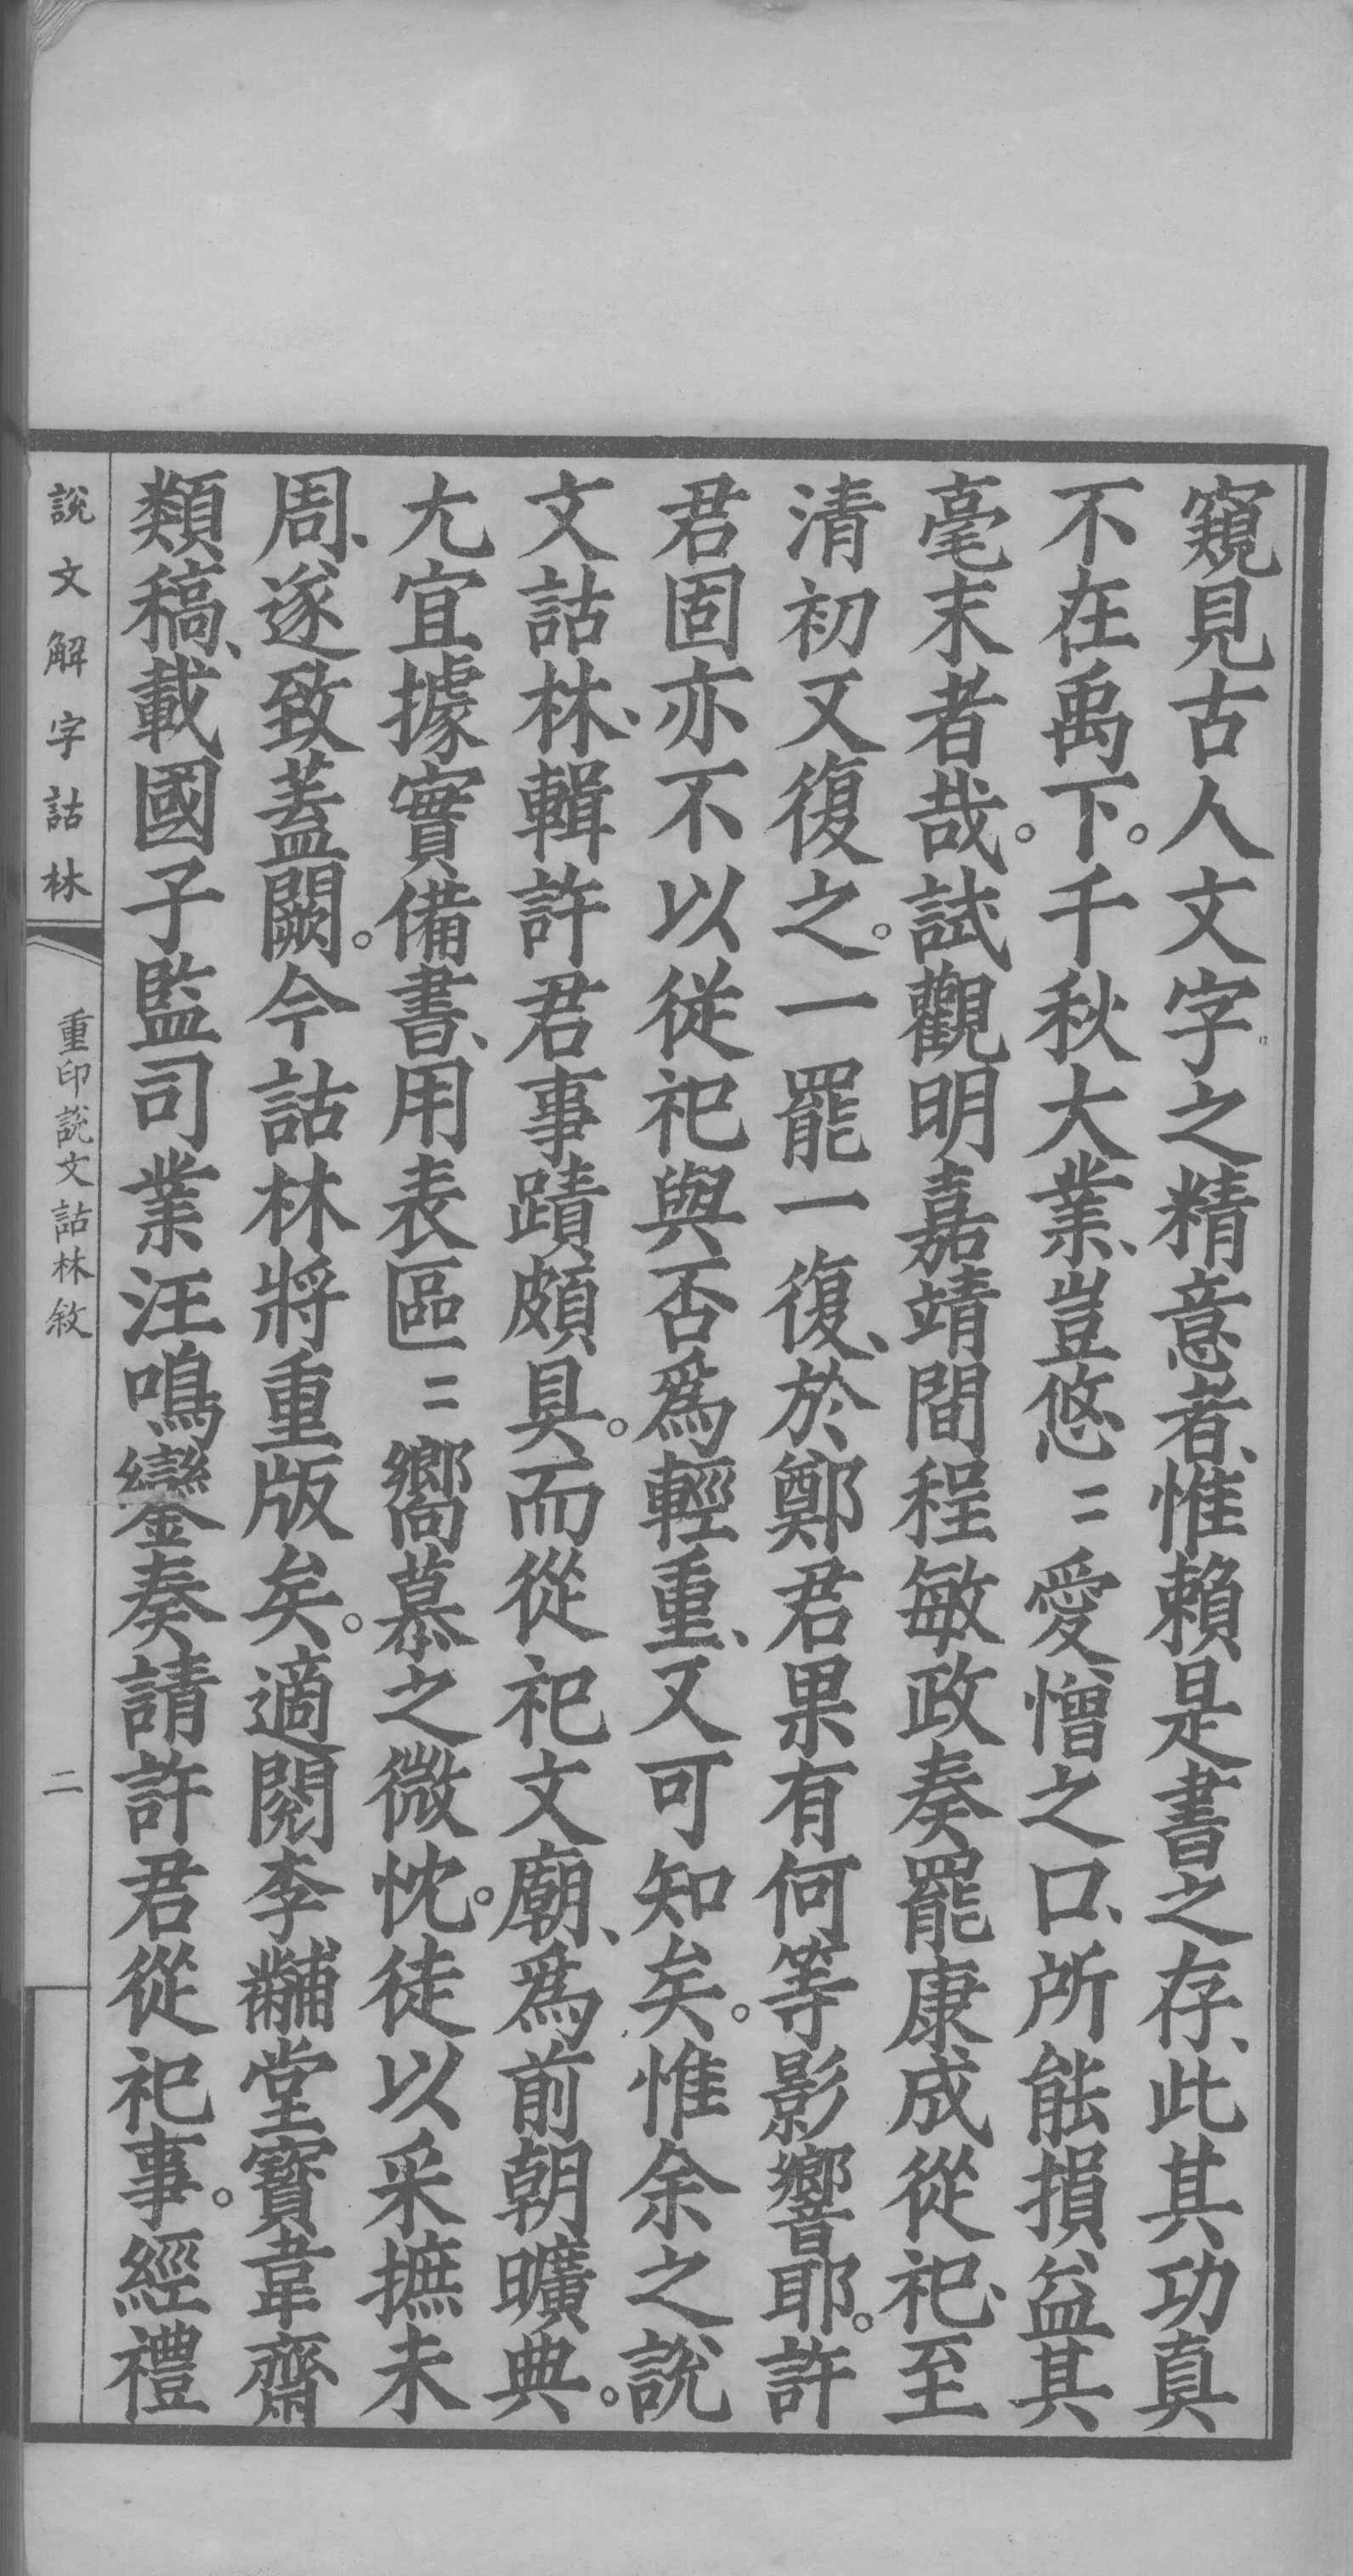 窺見古人文字之精意者、惟賴是書之存、此其功真
不在禹下。千秋大業、豈悠〻愛憎之口、所能損益其
毫末者哉。試觀明嘉靖間程敏政奏罷康成從祀、至
清初又復之。一罷一復、於鄭君果有何等影響耶。許
君固亦不以從祀與否爲輕重、又可知矣。惟余之說
文詁林、輯許君事蹟頗具。而從祀文廟、爲前朝曠典。
尤宜據實備書、用表區〻嚮慕之微忱。徒以采摭未
周、遂致蓋闕。今詁林將重版矣。適閱李黼堂寶韋齋
類稿、載國子監司業汪鳴鑾奏請許君從祀事。經禮
說文解字詁林
重印說文詁林敘
二